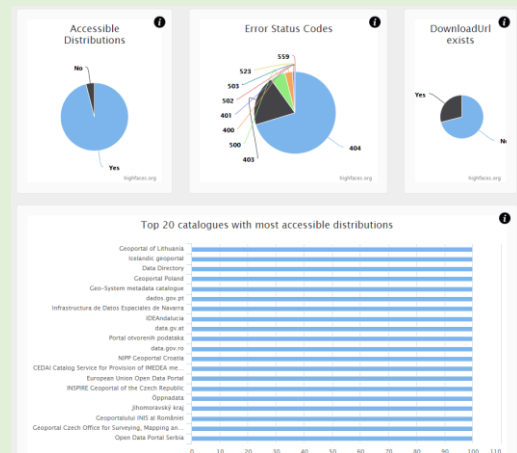 Accessible
Distributions
i
No
Yes
highfacss.org
Error Status Codes
i
559
523
503
502
401
400
500
403
404
highfacss.org
DownloadUrl
exists
i
Yes
No
highfacss.org
Top 20 catalogues with most accessible distributions
i
Geoportal of Lithuania
Icelandic geoportal
Data Directory
Geoportal Poland
Geo-System metadata catalogue
dados.gov.pt
Infrastructura de Datos Espaciales de Navarra
IDEAndalucia
data.gv.at
Portal otvorenih podataka
data.gov.ro
NIPP Geoportal Croatia
CEDAI Catalog Service for Provision of IMEDEA me...
European Union Open Data Portal
INSPIRE Geoportal of the Czech Republic
Öppnadata
Jihomoravský kraj
Geoportalului INIS al României
Geoportal Czech Office for Surveying, Mapping an...
Open Data Portal Serbia
0 10 20 30 40 50 60 70 80 90 100 110